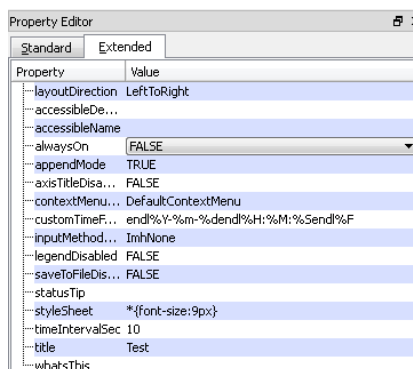 Property Editor
Standard Extended
Property Value
layoutDirection LeftToRight
accessibleDe...
accessibleName
alwaysOn FALSE
appendMode TRUE
axisTitleDisa... FALSE
contextMenu... DefaultContextMenu
customTimeF... endl%Y-%m-%dendl%H:%M:%Sendl%F
inputMethod... ImhNone
legendDisabled FALSE
saveToFileDis... FALSE
statusTip
styleSheet *{font-size:9px}
timeIntervalSec 10
title Test
whatsThis